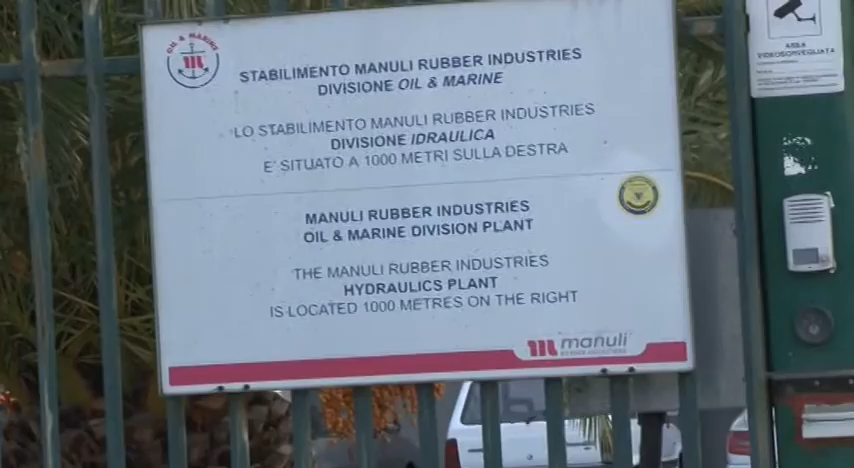 OIL & MARINE
STABILIMENTO MANULI RUBBER INDUSTRIES
DIVISIONE OIL & MARINE
LO STABILIMENTO MANULI RUBBER INDUSTRIES
DIVISIONE IDRAULICA
E' SITUATO A 1000 METRI SULLA DESTRA
MANULI RUBBER INDUSTRIES
OIL & MARINE DIVISION PLANT
THE MANULI RUBBER INDUSTRIES
HYDRAULICS PLANT
IS LOCATED 1000 METRES ON THE RIGHT
manuli
RUBBER INDUSTRIES
AREA
VIDEOSORVEGLIATA